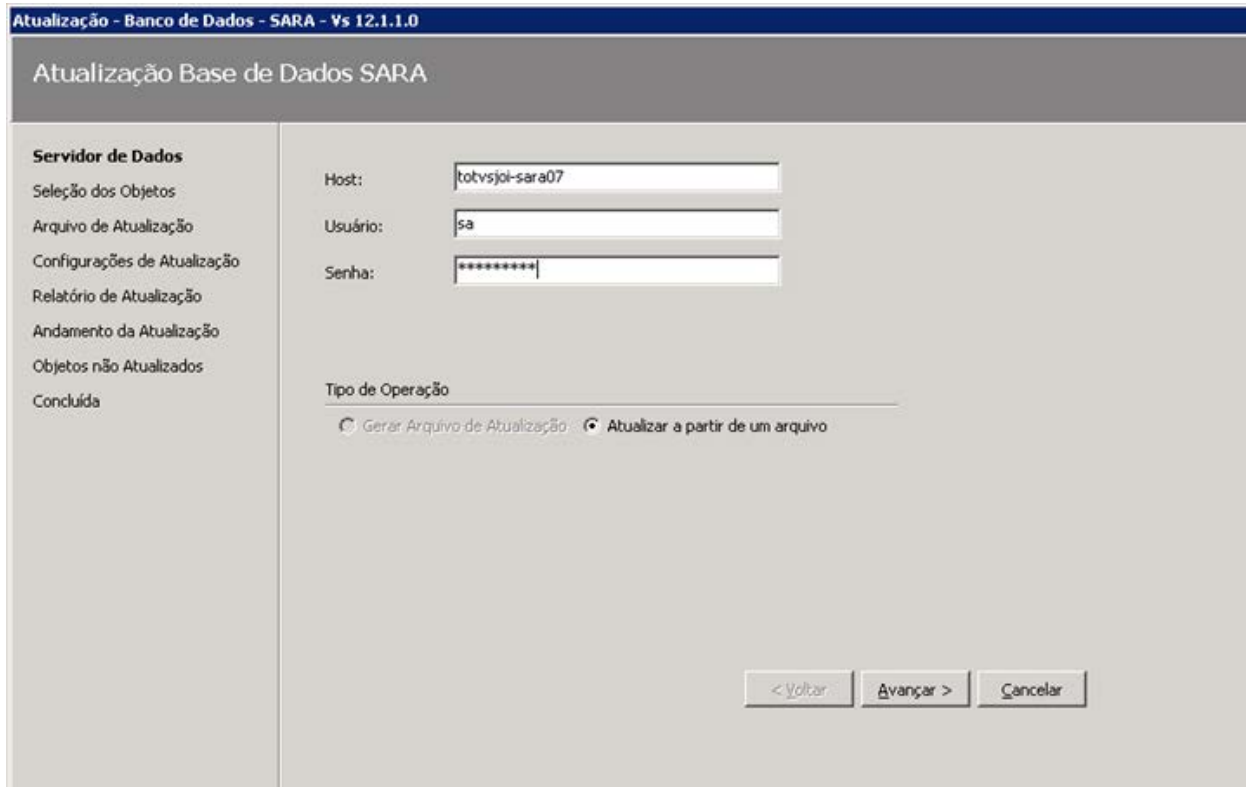 Atualização - Banco de Dados - SARA - Vs 12.1.1.0
Atualização Base de Dados SARA
Servidor de Dados
Seleção dos Objetos
Arquivo de Atualização
Configurações de Atualização
Relatório de Atualização
Andamento da Atualização
Objetos não Atualizados
Concluída
Host: totvsjoi-sara07
Usuário: sa
Senha: *********
Tipo de Operação
Gerar Arquivo de Atualização Atualizar a partir de um arquivo
< Voltar Avançar > Cancelar